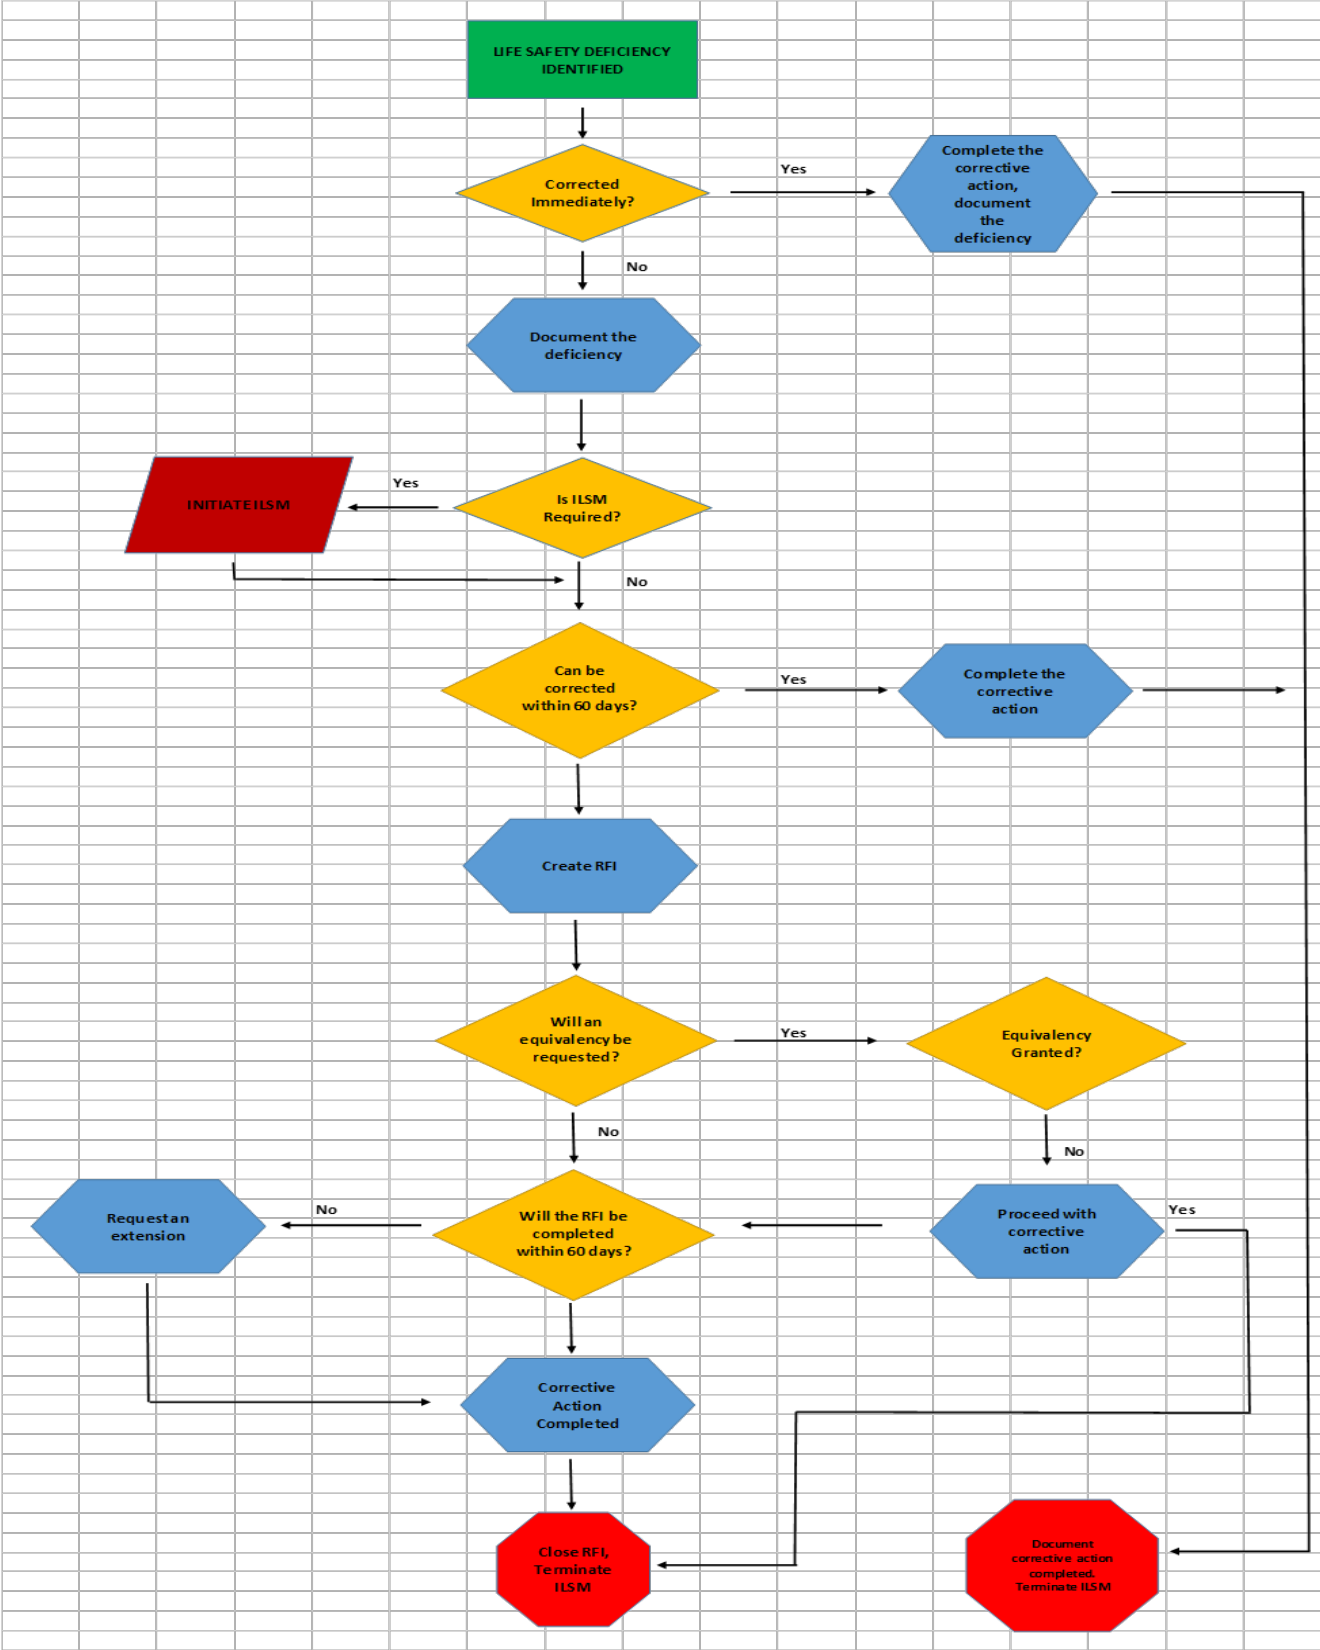 LIFE SAFETY DEFICIENCY
IDENTIFIED
Corrected
Immediately?
Yes
Complete the
corrective
action,
document
the
deficiency
No
Document the
deficiency
INITIATE ILSM
Yes
Is ILSM
Required?
No
Can be
corrected
within 60 days?
Yes
Complete the
corrective
action
Create RFI
Will an
equivalency be
requested?
Yes
Equivalency
Granted?
No
No
Request an
extension
No
Will the RFI be
completed
within 60 days?
Proceed with
corrective
action
Yes
Corrective
Action
Completed
Close RFI,
Terminate
ILSM
Document
corrective action
completed.
Terminate ILSM